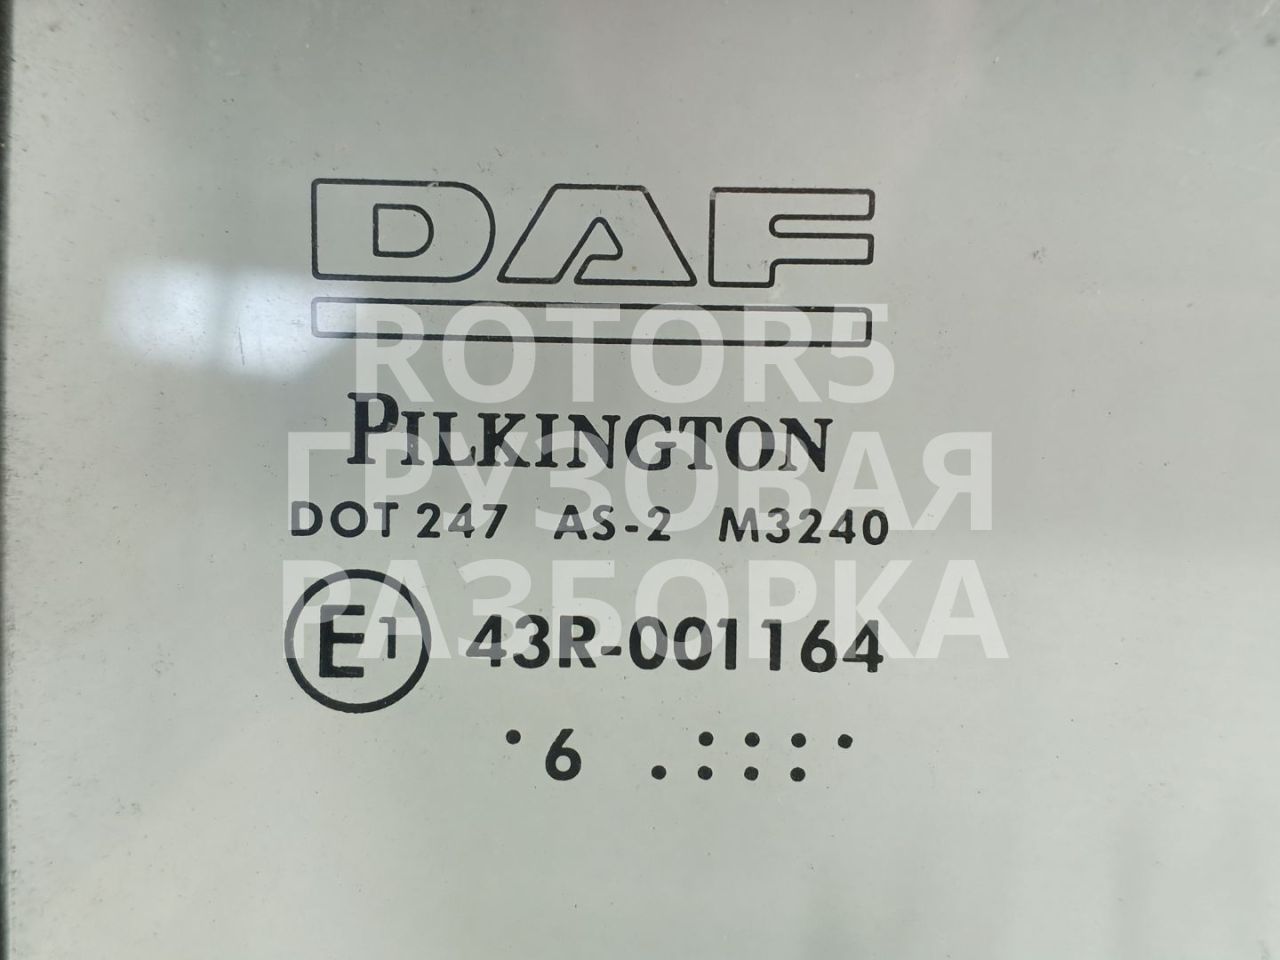 DAF
ROTOR5
PILKINGTON
ГРУЗОВАЯ
DOT 247 AS-2 M3240
РАЗБОРКА
E1 43R-001164
6